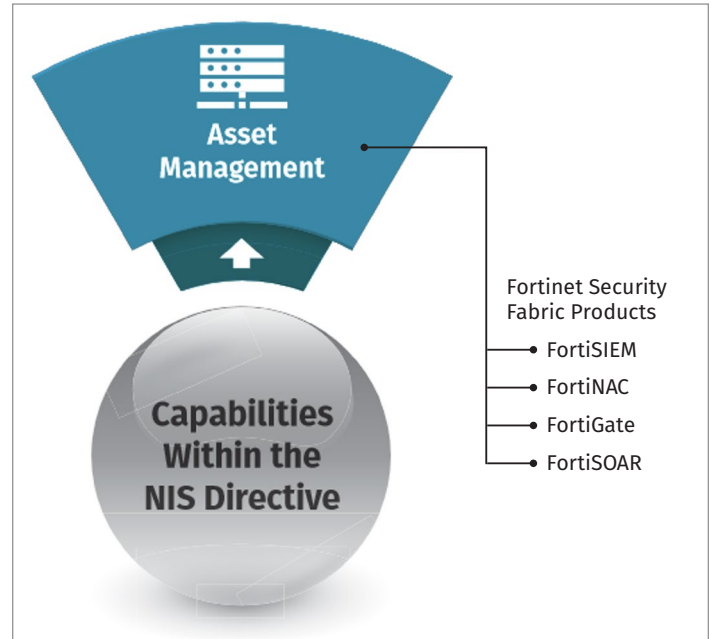 Asset
Management
Fortinet Security
Fabric Products
FortiSIEM
FortiNAC
FortiGate
FortiSOAR
Capabilities
Within the
NIS Directive